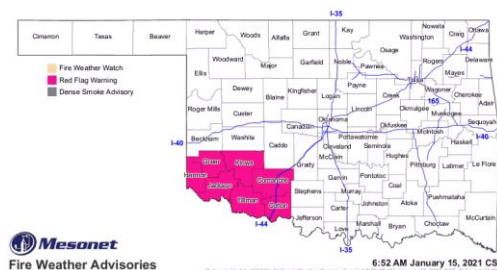 I-35
Cimarron Texas Beaver Harper Woods Alfalfa Grant Kay Nowata Craig Ottawa
Washington
I-44
Osage
Fire Weather Watch
Red Flag Warning
Dense Smoke Advisory
Woodward Major Garfield Noble Pawnee Rogers Mayes Delaware
Ellis
Tulsa
Dewey Blaine Kingfisher Logan Payne Creek Wagoner Cherokee Adair
165
Roger Mills Custer Canadian Oklahoma Lincoln Okfuskee Okmulgee Muskogee Sequoyah
I-40
Beckham Washita Caddo Cleveland Pottawatomie Seminole McIntosh Haskell
I-40
Grady McClain Hughes Pittsburg Latimer Le Flore
Harmon Greer Kiowa Comanche
Jackson Tillman Cotton
Stephens Garvin Pontotoc Coal
Murray
Jefferson Carter Johnston Atoka Pushmataha
I-44
Love Marshall Bryan Choctaw McCurtain
I-35
Mesonet
Fire Weather Advisories
6:52 AM January 15, 2021 CS